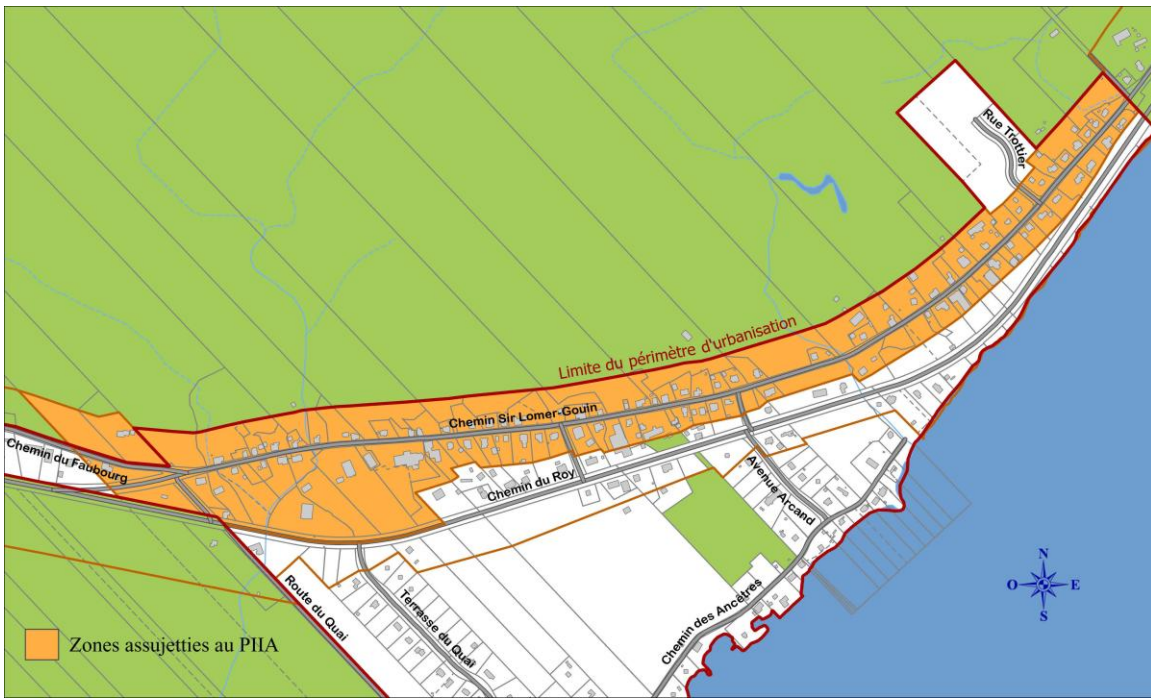 Rue Trottier
Limite du périmètre d'urbanisation
Chemin Sir Lomer-Gouin
Chemin du Faubourg
Chemin du Roy
Avenue Arcand
Route du Quai
Terrasse du Quai
Chemin des Ancêtres
N
O
E
S
Zones assujetties au PIIA